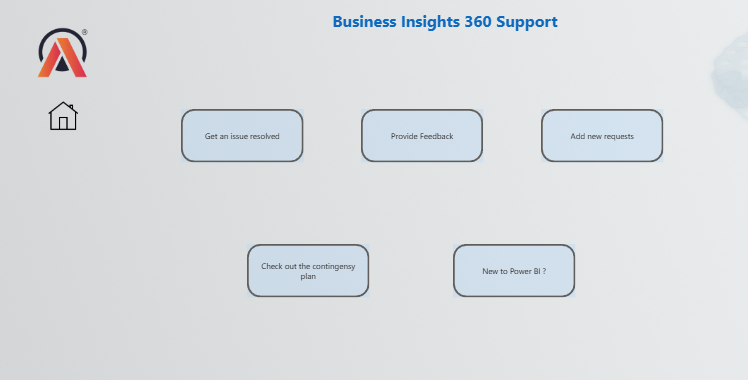 Business Insights 360 Support
®
Get an issue resolved
Provide Feedback
Add new requests
Check out the contingensy
plan
New to Power BI ?